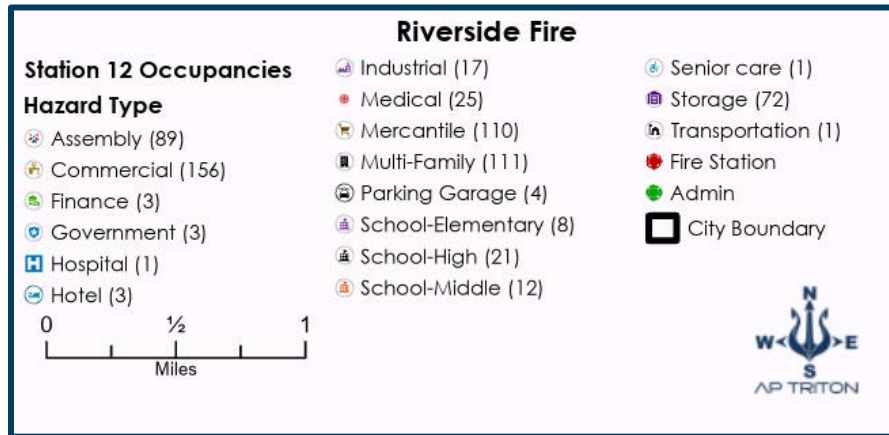 Riverside Fire
Station 12 Occupancies
Hazard Type
Assembly (89)
Commercial (156)
Finance (3)
Government (3)
Hospital (1)
Hotel (3)
Industrial (17)
Medical (25)
Mercantile (110)
Multi-Family (111)
Parking Garage (4)
School-Elementary (8)
School-High (21)
School-Middle (12)
Senior care (1)
Storage (72)
Transportation (1)
Fire Station
Admin
City Boundary
0 ½ 1
Miles
N
W E
S
AP TRITON